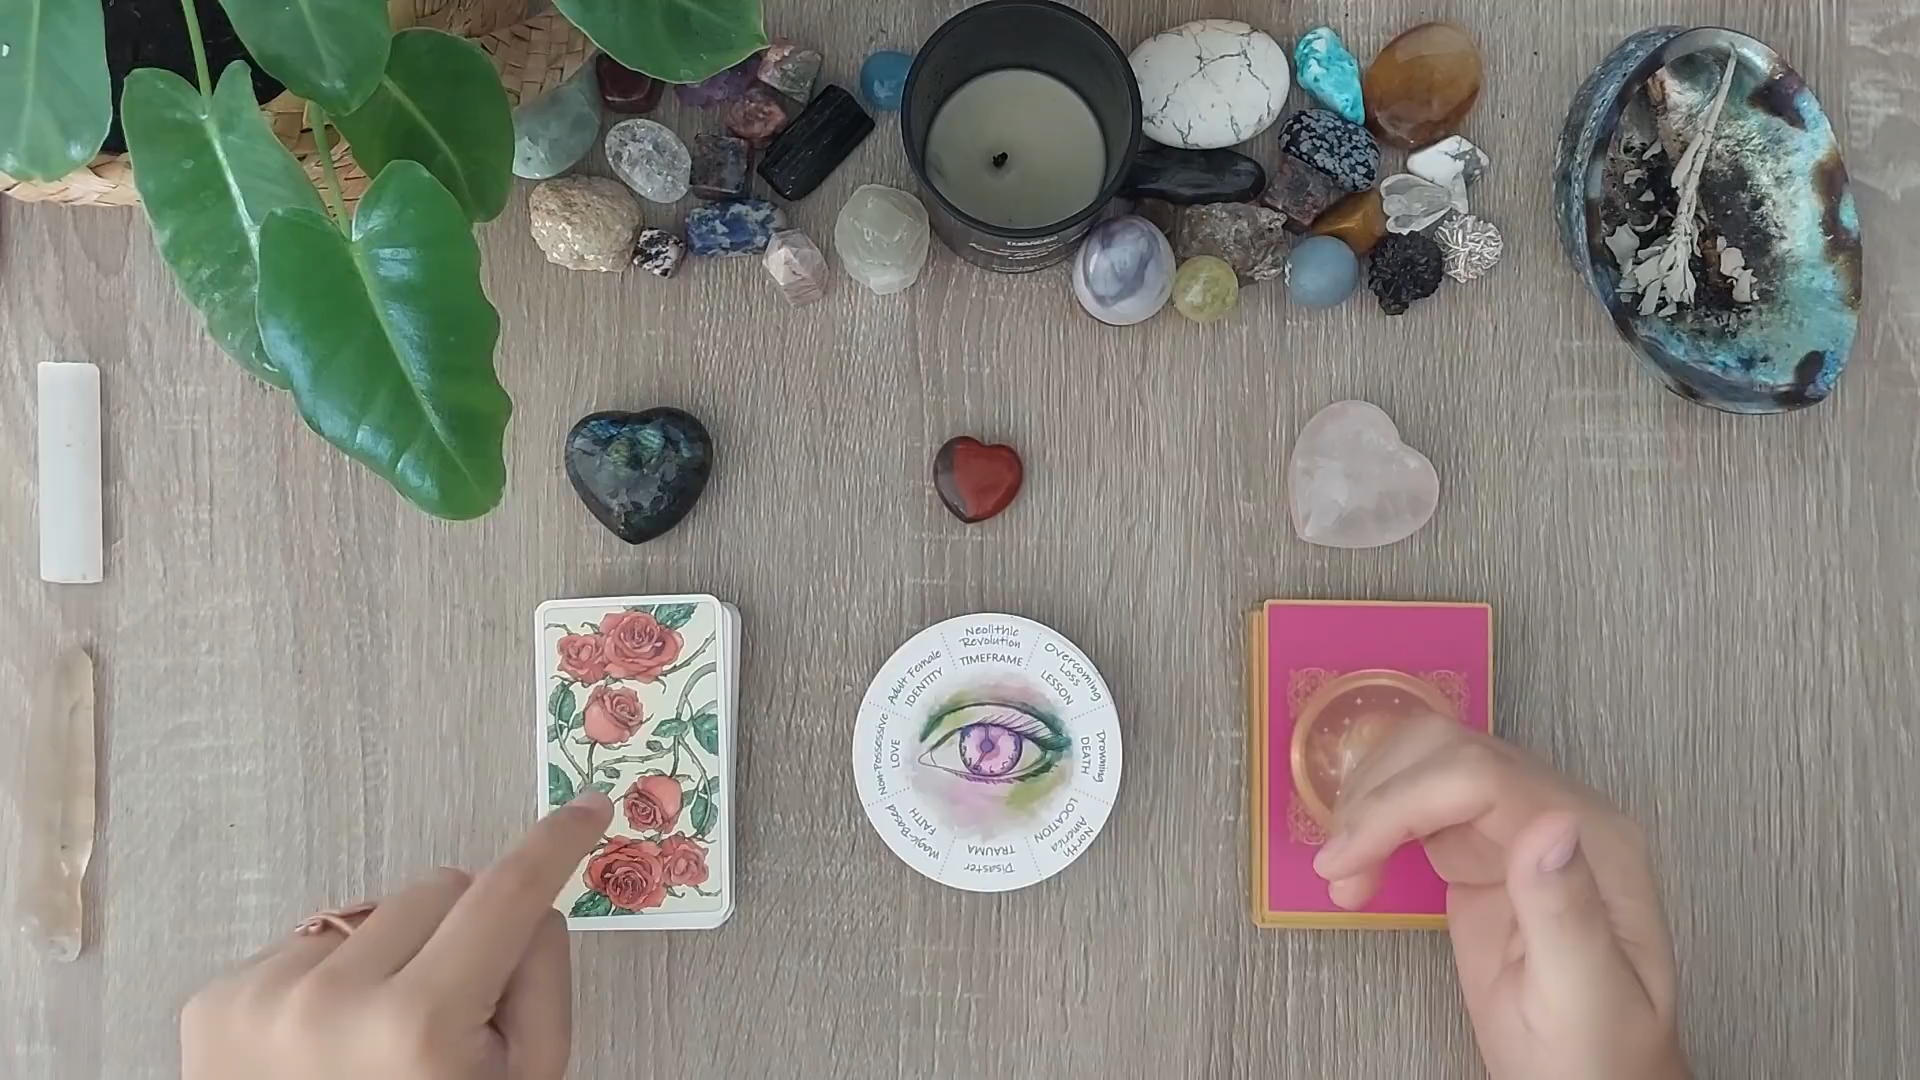 Neolithic
Revolution
TIMEFRAME
Overcoming
Loss
LESSON
Drowning
DEATH
North
America
LOCATION
Disaster
TRAUMA
Magic-Based
FAITH
Non-Possessive
LOVE
Adult Female
IDENTITY